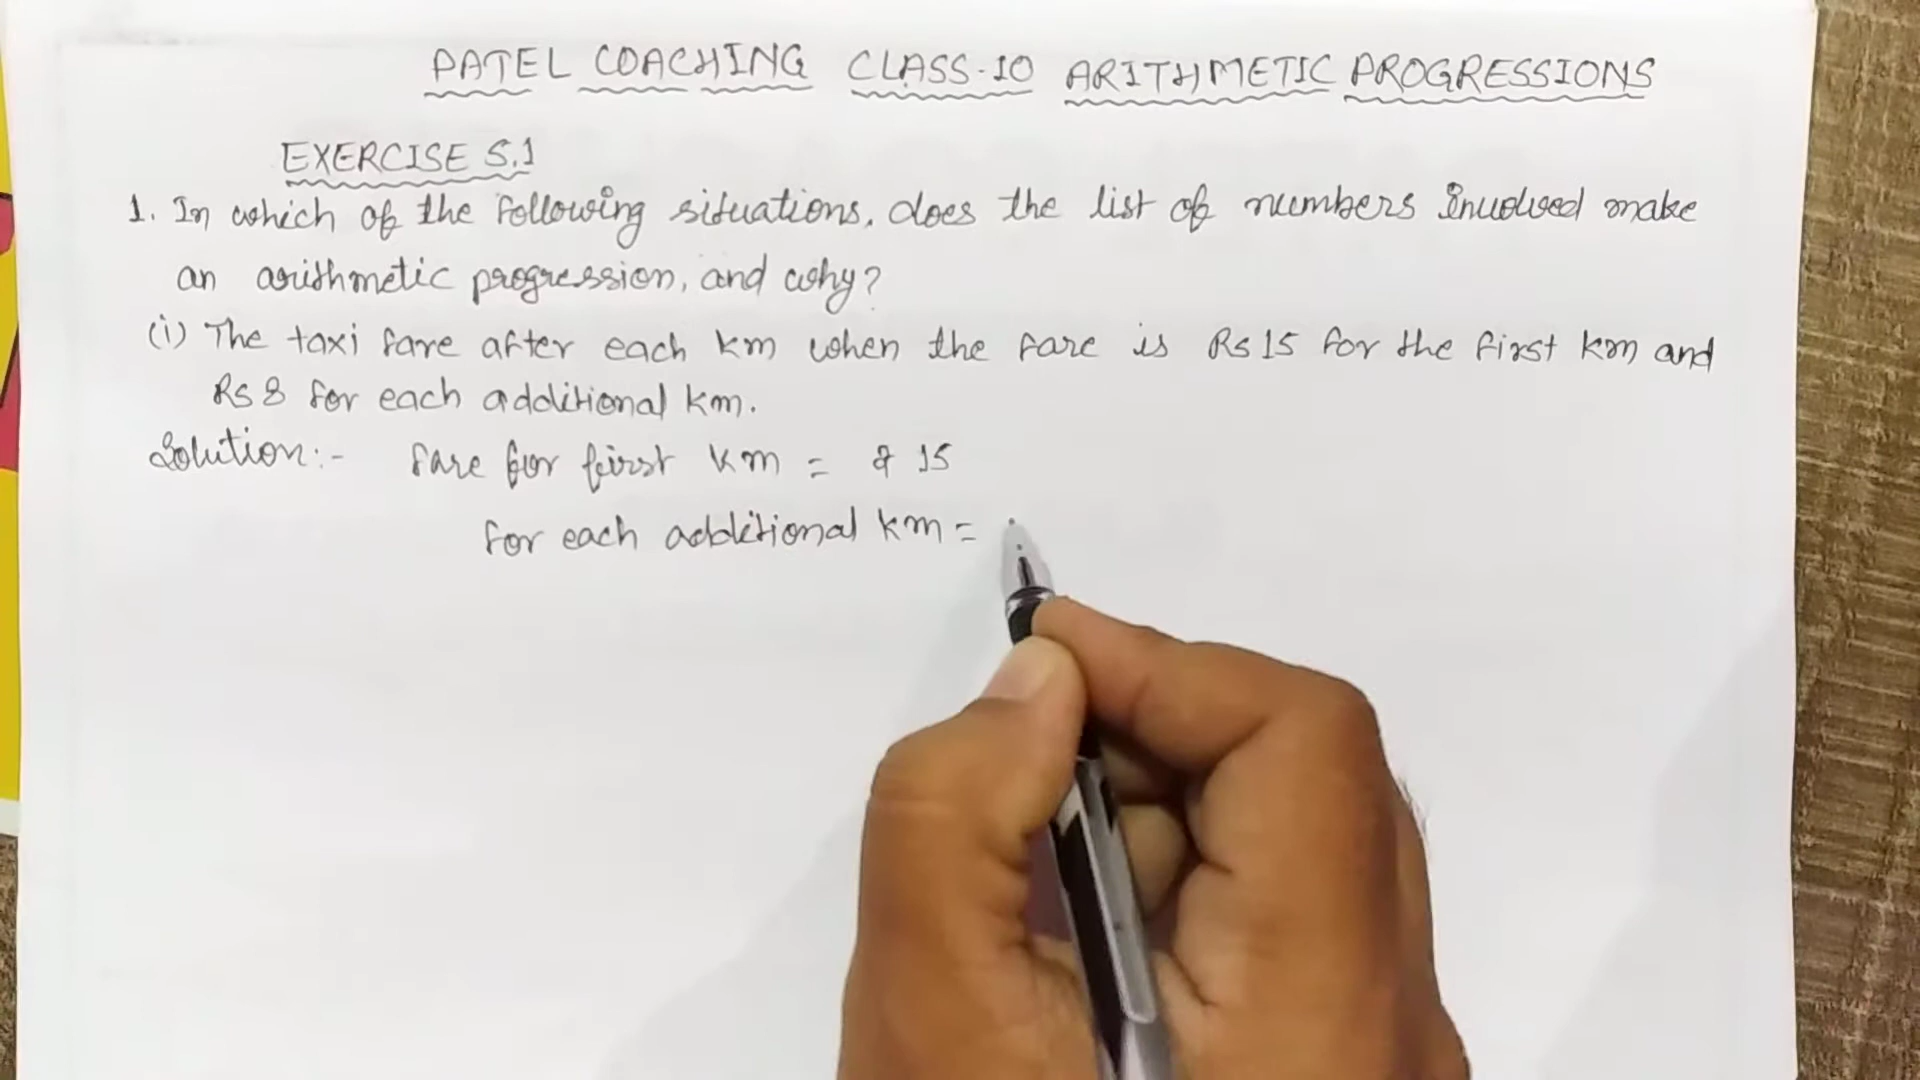 PATEL COACHING CLASS-10 ARITHMETIC PROGRESSIONS
EXERCISE 5.1
1. In which of the following situations, does the list of numbers involved make
an arithmetic progression, and why?
(i) The taxi fare after each km when the fare is Rs 15 for the first km and
Rs 8 for each additional km.
Solution:- fare for first km = ₹ 15
for each additional km =